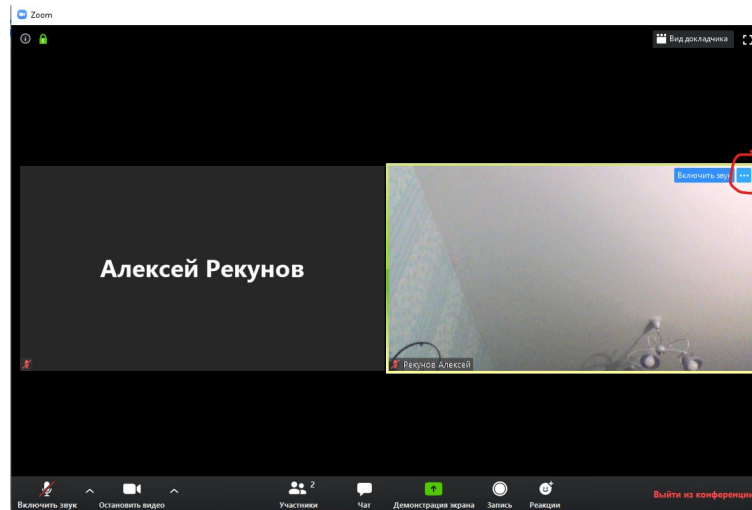 Zoom
Вид докладчика
Включить звук
Алексей Рекунов
Рекунов Алексей
2
Включить звук
Остановить видео
Участники
Чат
Демонстрация экрана
Запись
Реакции
Выйти из конференции